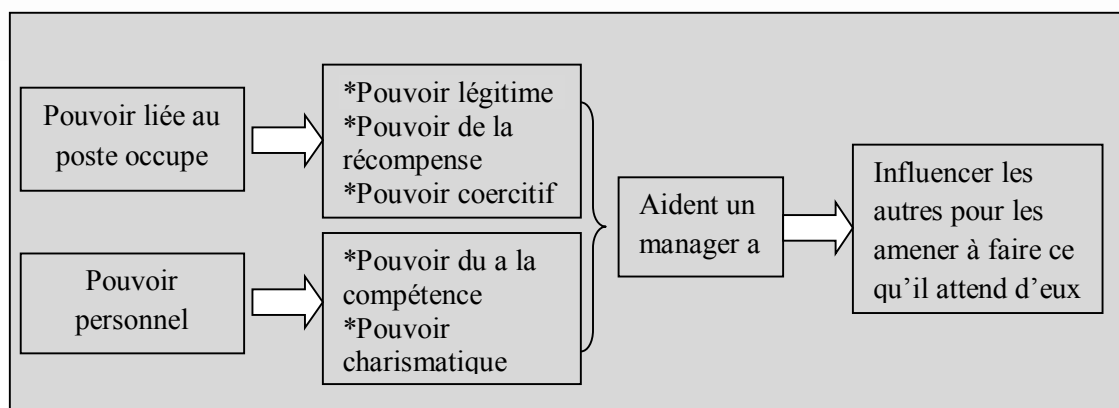 Pouvoir liée au
poste occupe
*Pouvoir légitime
*Pouvoir de la
récompense
*Pouvoir coercitif
Pouvoir
personnel
*Pouvoir du a la
compétence
*Pouvoir
charismatique
Aident un
manager a
Influencer les
autres pour les
amener à faire ce
qu’il attend d’eux